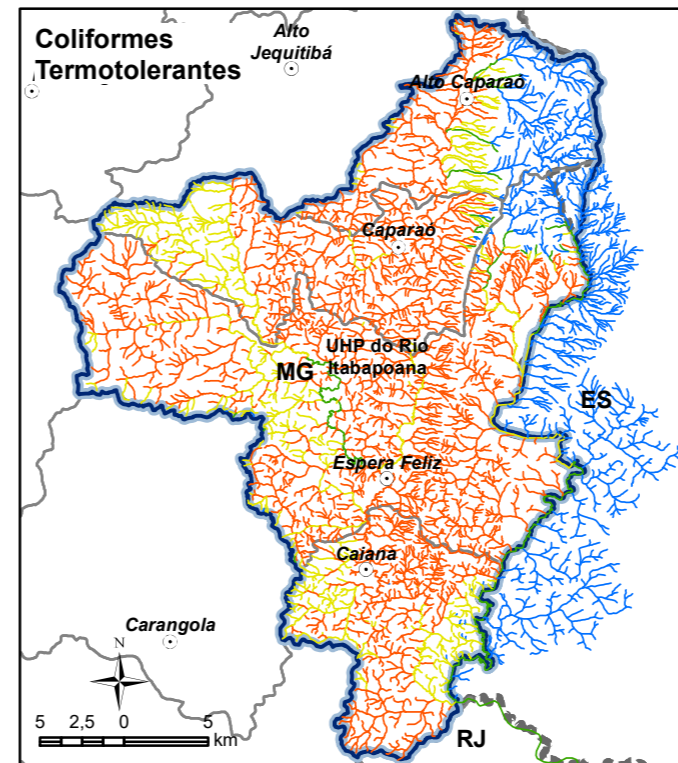 Coliformes
Termotolerantes
Alto
Jequitibá
Alto Caparaó
Caparaó
UHP do Rio
Itabapoana
MG
ES
Espera Feliz
Caiana
Carangola
N
5 2,5 0 5
km
RJ